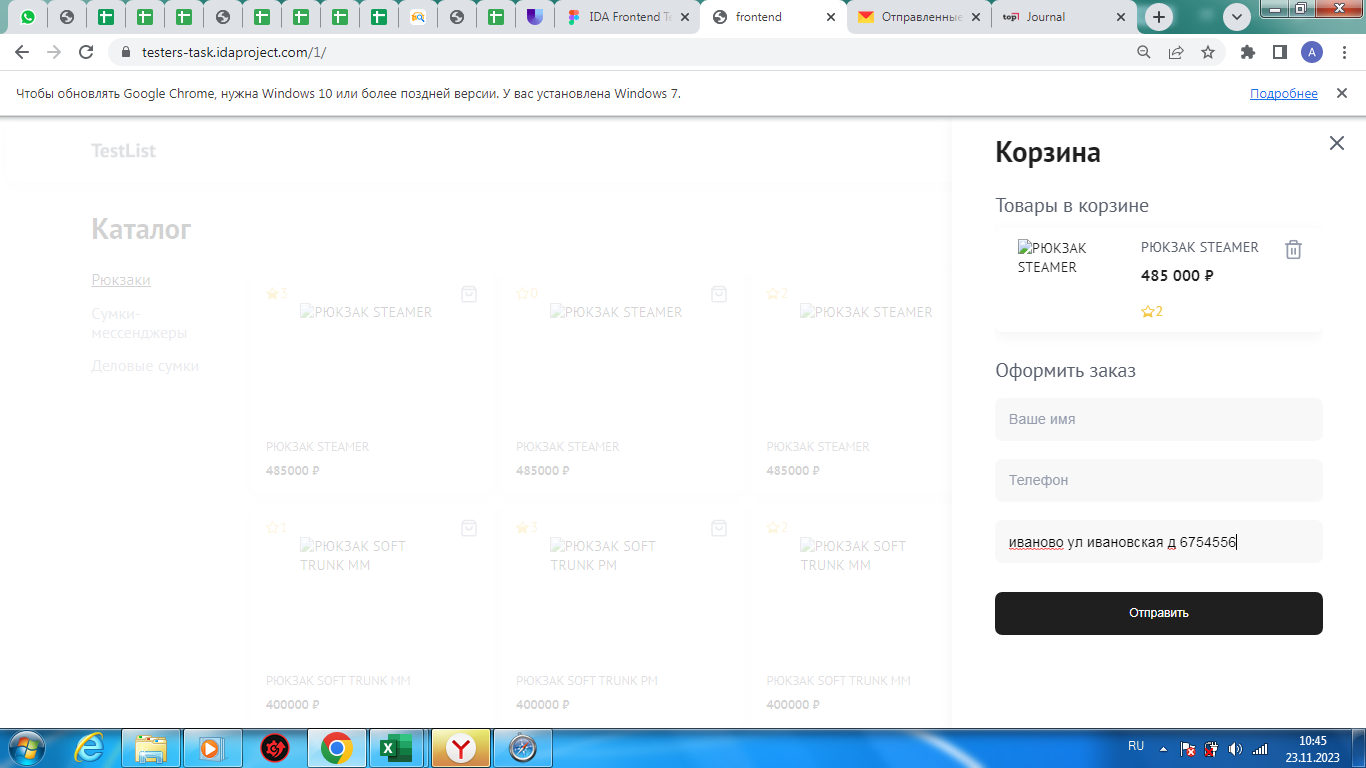 IDA Frontend Te
frontend
Отправленные
Journal
testers-task.idaproject.com/1/
A
Чтобы обновлять Google Chrome, нужна Windows 10 или более поздней версии. У вас установлена Windows 7.
Подробнее
TestList
Каталог
Рюкзаки
Сумки-
мессенджеры
Деловые сумки
3
РЮКЗАК STEAMER
РЮКЗАК STEAMER
485000 ₽
0
РЮКЗАК STEAMER
РЮКЗАК STEAMER
485000 ₽
2
РЮКЗАК STEAMER
РЮКЗАК STEAMER
485000 ₽
1
РЮКЗАК SOFT
TRUNK MM
РЮКЗАК SOFT TRUNK MM
400000 ₽
3
РЮКЗАК SOFT
TRUNK PM
РЮКЗАК SOFT TRUNK PM
400000 ₽
2
РЮКЗАК SOFT
TRUNK MM
РЮКЗАК SOFT TRUNK MM
400000 ₽
Корзина
Товары в корзине
РЮКЗАК
STEAMER
РЮКЗАК STEAMER
485 000 ₽
2
Оформить заказ
Ваше имя
Телефон
иваново ул ивановская д 6754556
Отправить
RU
10:45
23.11.2023